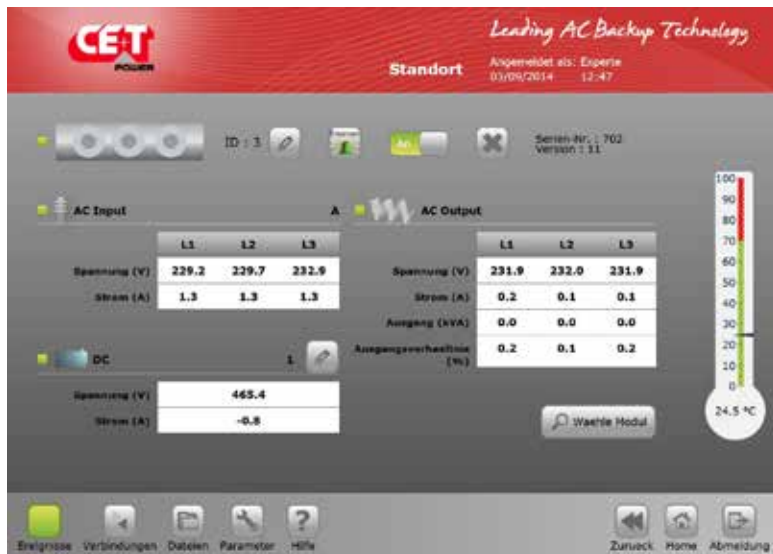 CE+T
POWER
Leading AC Backup Technology
Standort
Angemeldet als: Experte
03/09/2014 12:47
ID : 3
An
Serien-Nr. : 702
Version : 11
AC Input A
L1 L2 L3
Spannung (V) 229.2 229.7 232.9
Strom (A) 1.3 1.3 1.3
AC Output
L1 L2 L3
Spannung (V) 231.9 232.0 231.9
Strom (A) 0.2 0.1 0.1
Ausgang (kVA) 0.0 0.0 0.0
Ausgangsverhaeltnis
(%) 0.2 0.1 0.2
DC 1
Spannung (V) 465.4
Strom (A) -0.8
Waehle Modul
100
90
80
70
60
50
40
30
20
10
0
24.5 °C
Ereignisse Verbindungen Dateien Parameter Hilfe
Zurueck Home Abmeldung